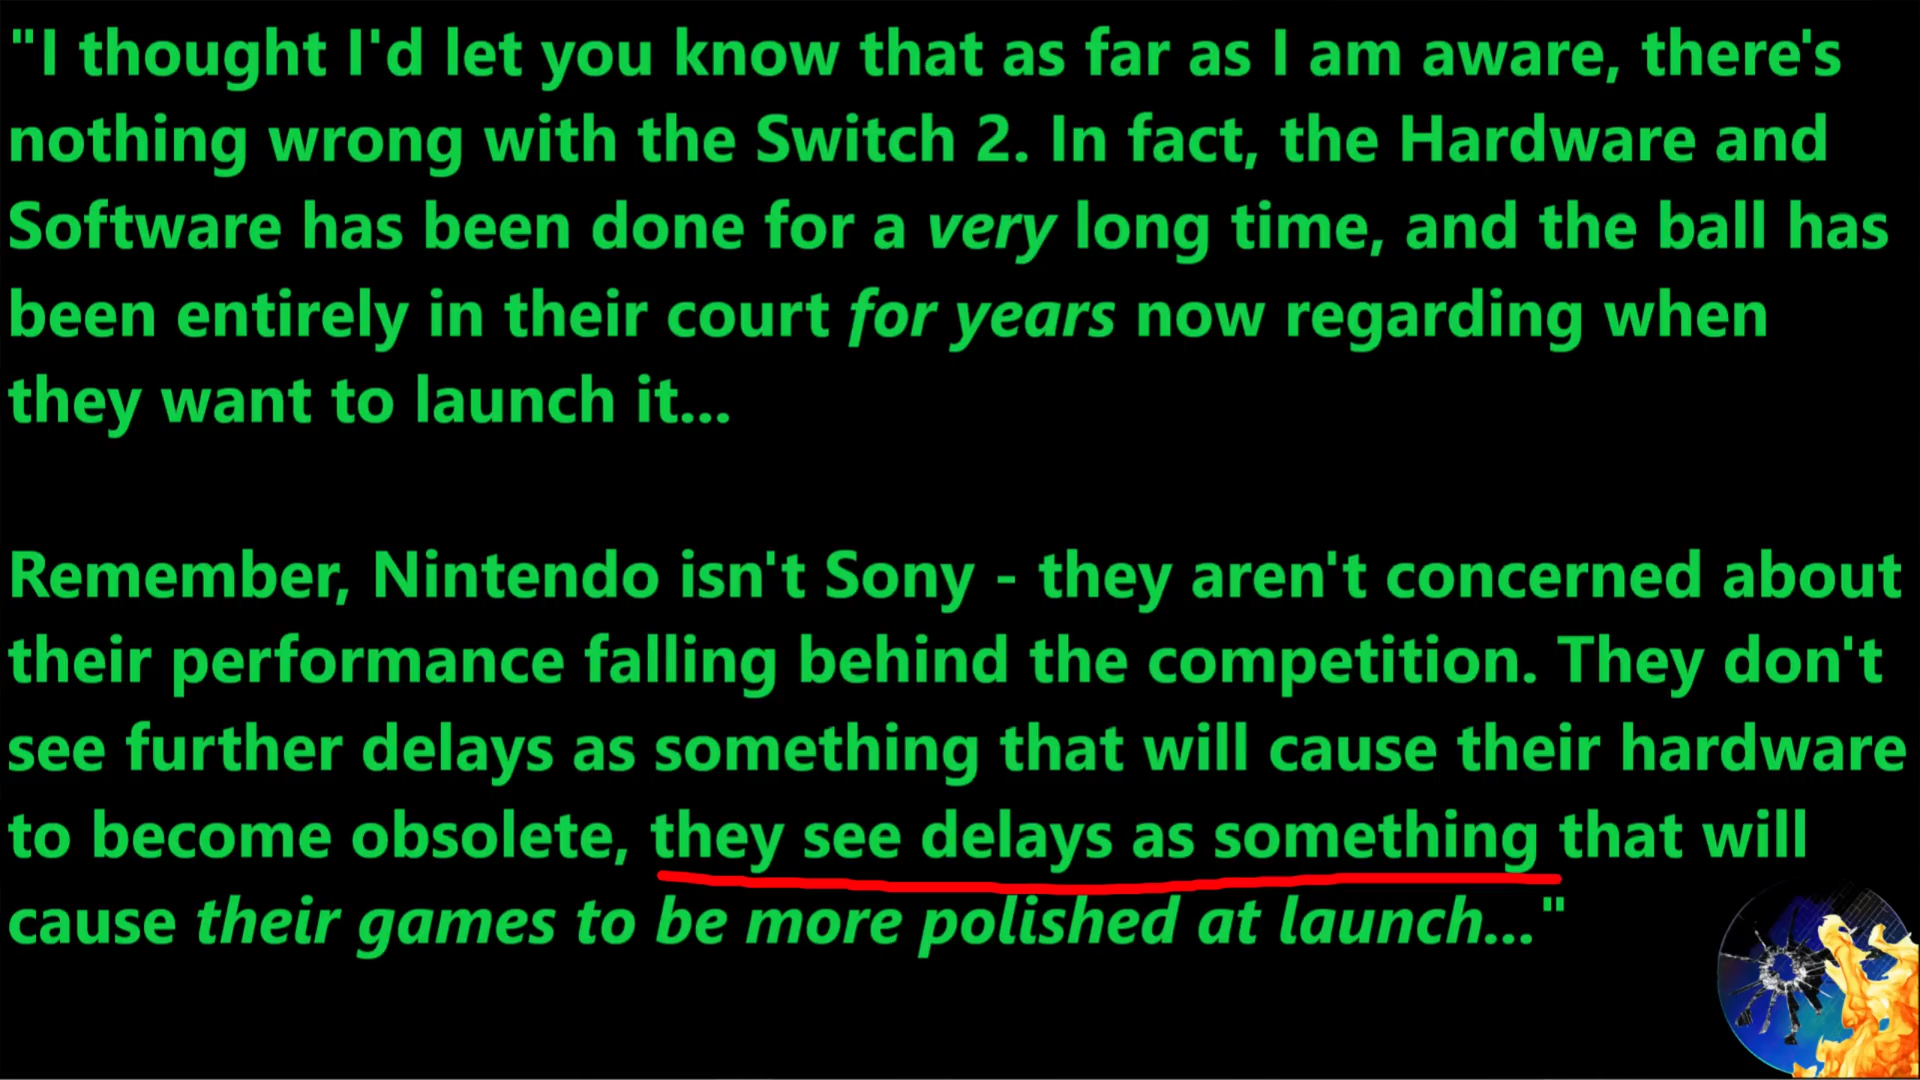 "I thought I'd let you know that as far as I am aware, there's
nothing wrong with the Switch 2. In fact, the Hardware and
Software has been done for a very long time, and the ball has
been entirely in their court for years now regarding when
they want to launch it...
Remember, Nintendo isn't Sony - they aren't concerned about
their performance falling behind the competition. They don't
see further delays as something that will cause their hardware
to become obsolete, they see delays as something that will
cause their games to be more polished at launch..."